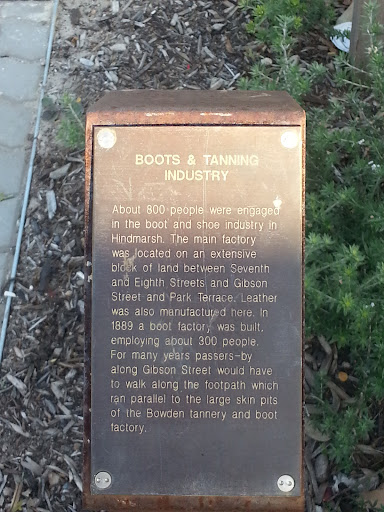 BOOTS & TANNING
INDUSTRY
About 800 people were engaged
in the boot and shoe industry in
Hindmarsh. The main factory
was located on an extensive
block of land between Seventh
and Eighth Streets and Gibson
Street and Park Terrace. Leather
was also manufactured here. In
1889 a boot factory was built,
employing about 300 people.
For many years passers-by
along Gibson Street would have
to walk along the footpath which
ran parallel to the large skin pits
of the Bowden tannery and boot
factory.